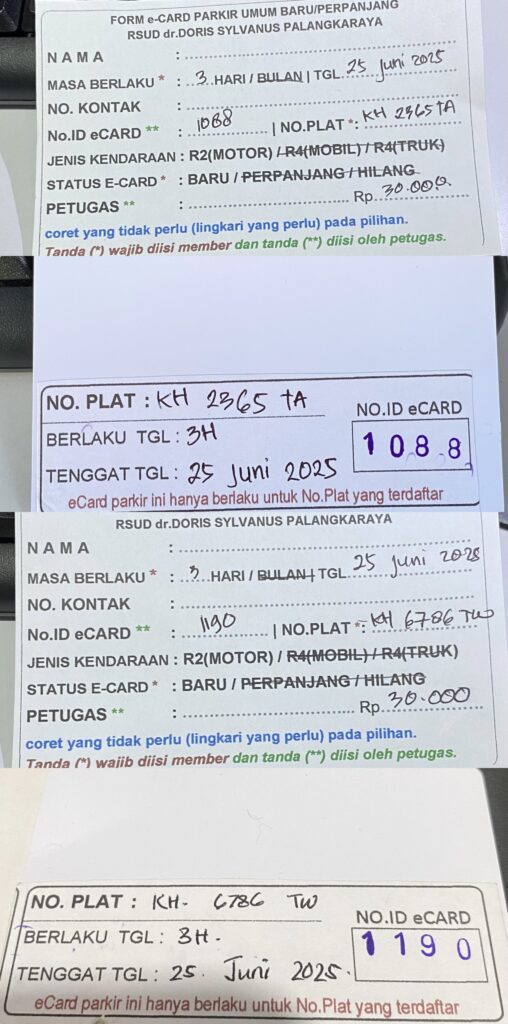 FORM e-CARD PARKIR UMUM BARU/PERPANJANG
RSUD dr.DORIS SYLVANUS PALANGKARAYA
N A M A :
MASA BERLAKU * : 3 HARI / BULAN | TGL 25 Juni 2025
NO. KONTAK :
No.ID eCARD ** : 1088 | NO.PLAT *: KH 2365 tA
JENIS KENDARAAN : R2(MOTOR) / R4(MOBIL) / R4(TRUK)
STATUS E-CARD * : BARU / PERPANJANG / HILANG
PETUGAS ** : Rp. 30.000.
coret yang tidak perlu (lingkari yang perlu) pada pilihan.
Tanda (*) wajib diisi member dan tanda (**) diisi oleh petugas.
NO. PLAT : KH 2365 tA
NO.ID eCARD
BERLAKU TGL : 3H
1088
TENGGAT TGL : 25 Juni 2025
eCard parkir ini hanya berlaku untuk No.Plat yang terdaftar
RSUD dr.DORIS SYLVANUS PALANGKARAYA
N A M A :
MASA BERLAKU * : 3 HARI / BULAN | TGL 25 Juni 2025
NO. KONTAK :
No.ID eCARD ** : 1190 | NO.PLAT *: KH 6786 TW
JENIS KENDARAAN : R2(MOTOR) / R4(MOBIL) / R4(TRUK)
STATUS E-CARD * : BARU / PERPANJANG / HILANG
PETUGAS ** : Rp. 30.000
coret yang tidak perlu (lingkari yang perlu) pada pilihan.
Tanda (*) wajib diisi member dan tanda (**) diisi oleh petugas.
NO. PLAT : KH- 6786 TW
NO.ID eCARD
BERLAKU TGL : 3H-
1190
TENGGAT TGL : 25. Juni 2025.
eCard parkir ini hanya berlaku untuk No.Plat yang terdaftar